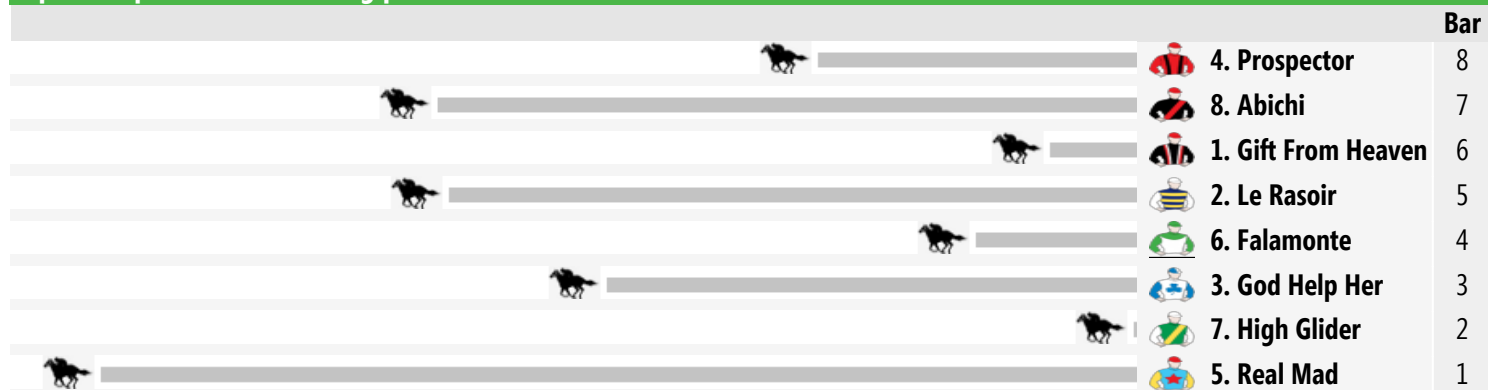 Bar
4. Prospector 8
8. Abichi 7
1. Gift From Heaven 6
2. Le Rasoir 5
6. Falamonte 4
3. God Help Her 3
7. High Glider 2
5. Real Mad 1